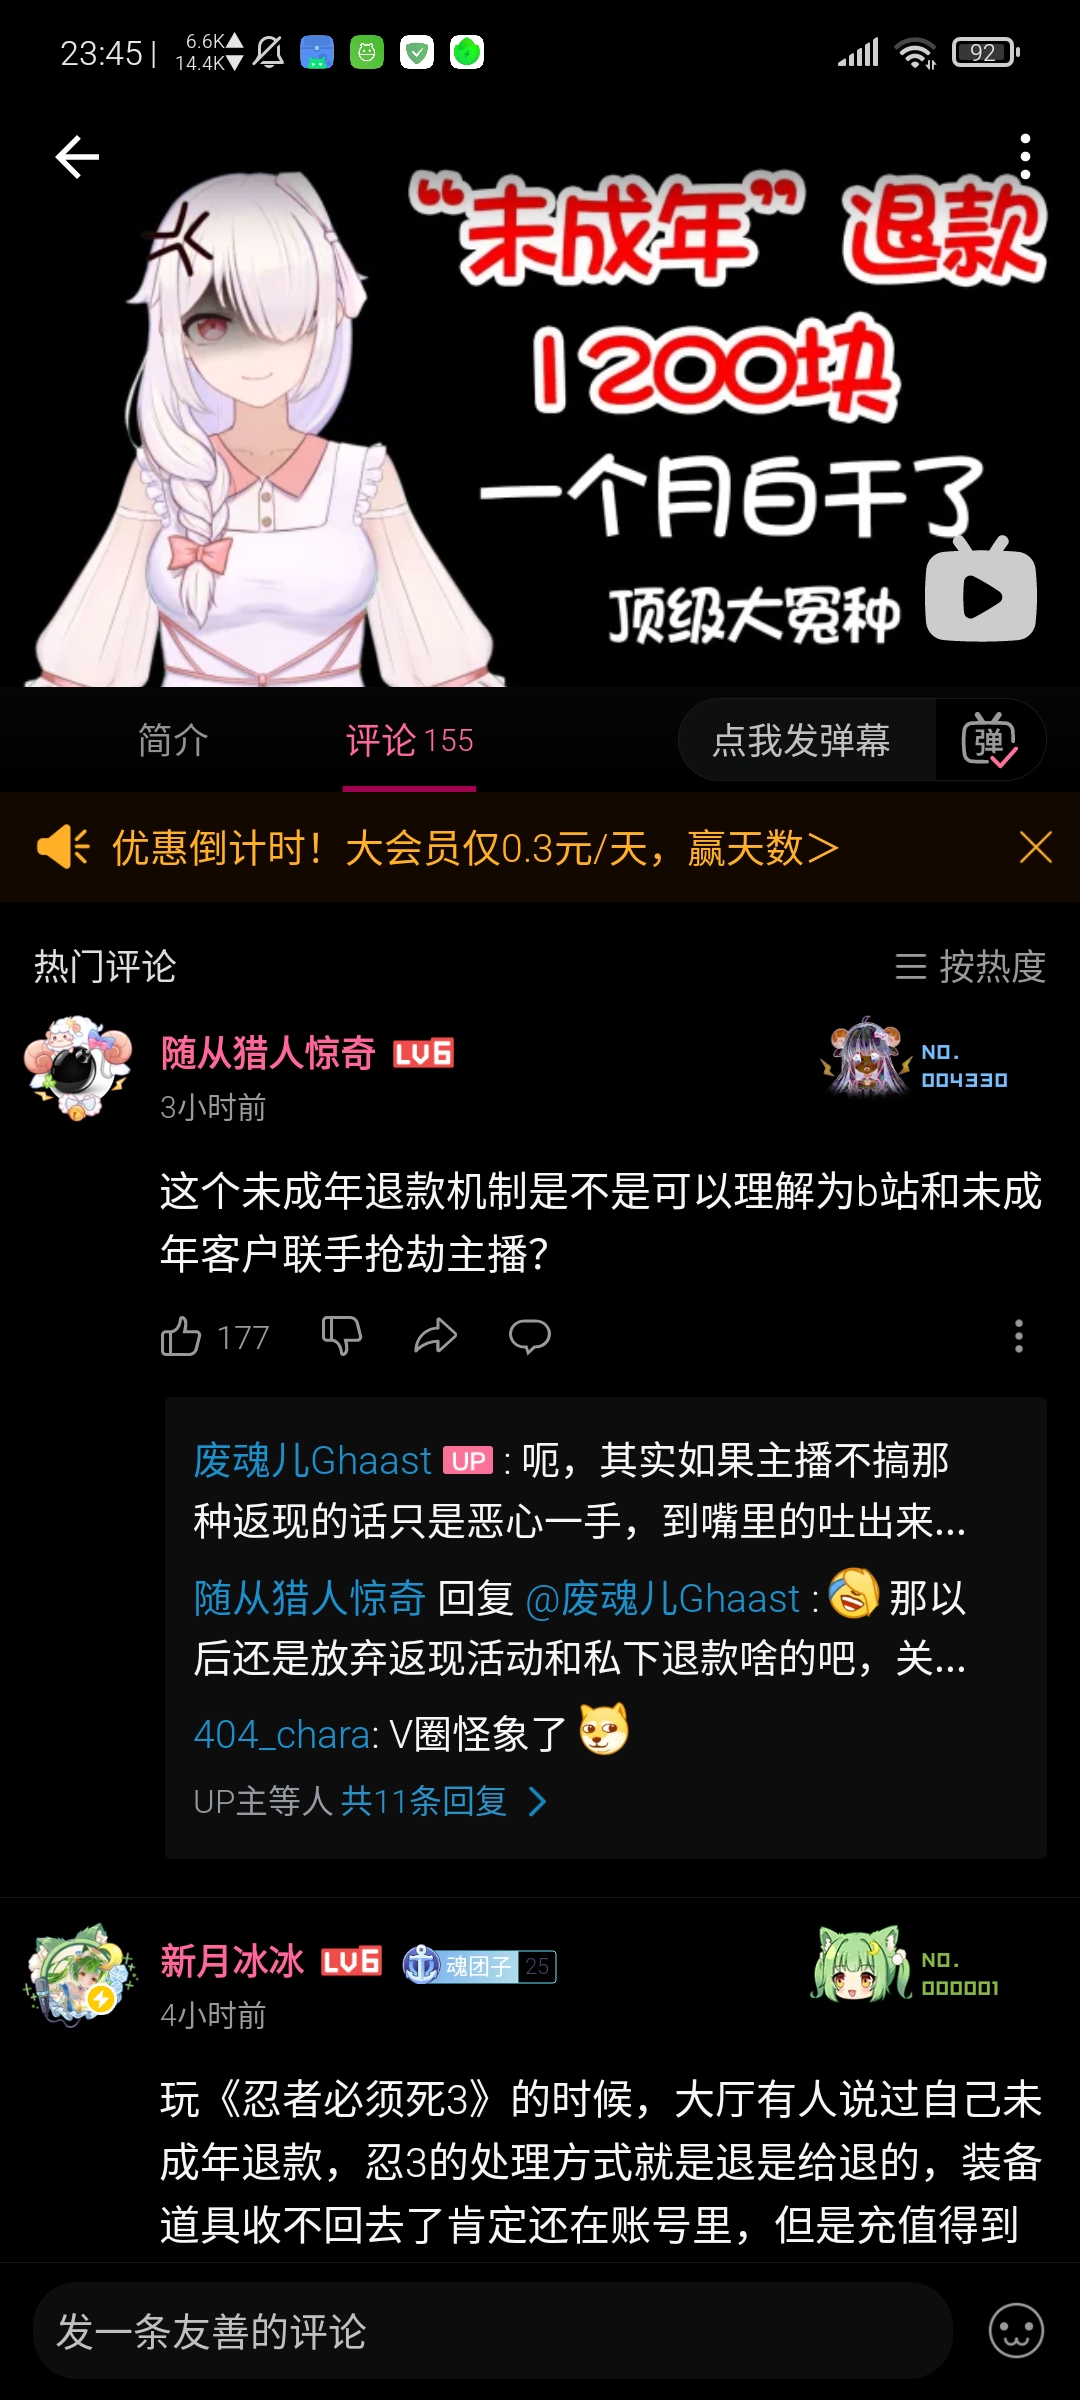 23:45
6.6K
14.4K
92
“未成年” 退款
1200块
一个月白干了
顶级大冤种
简介
评论 155
点我发弹幕
弹
优惠倒计时！大会员仅0.3元/天，赢天数＞
热门评论
按热度
随从猎人惊奇 LV6
NO.
004330
3小时前
这个未成年退款机制是不是可以理解为b站和未成
年客户联手抢劫主播？
177
废魂儿Ghaast UP : 呃，其实如果主播不搞那
种返现的话只是恶心一手，到嘴里的吐出来...
随从猎人惊奇 回复 @废魂儿Ghaast : 那以
后还是放弃返现活动和私下退款啥的吧，关...
404_chara: V圈怪象了
UP主等人 共11条回复
新月冰冰 LV6 魂团子 25
NO.
000001
4小时前
玩《忍者必须死3》的时候，大厅有人说过自己未
成年退款，忍3的处理方式就是退是给退的，装备
道具收不回去了肯定还在账号里，但是充值得到
发一条友善的评论